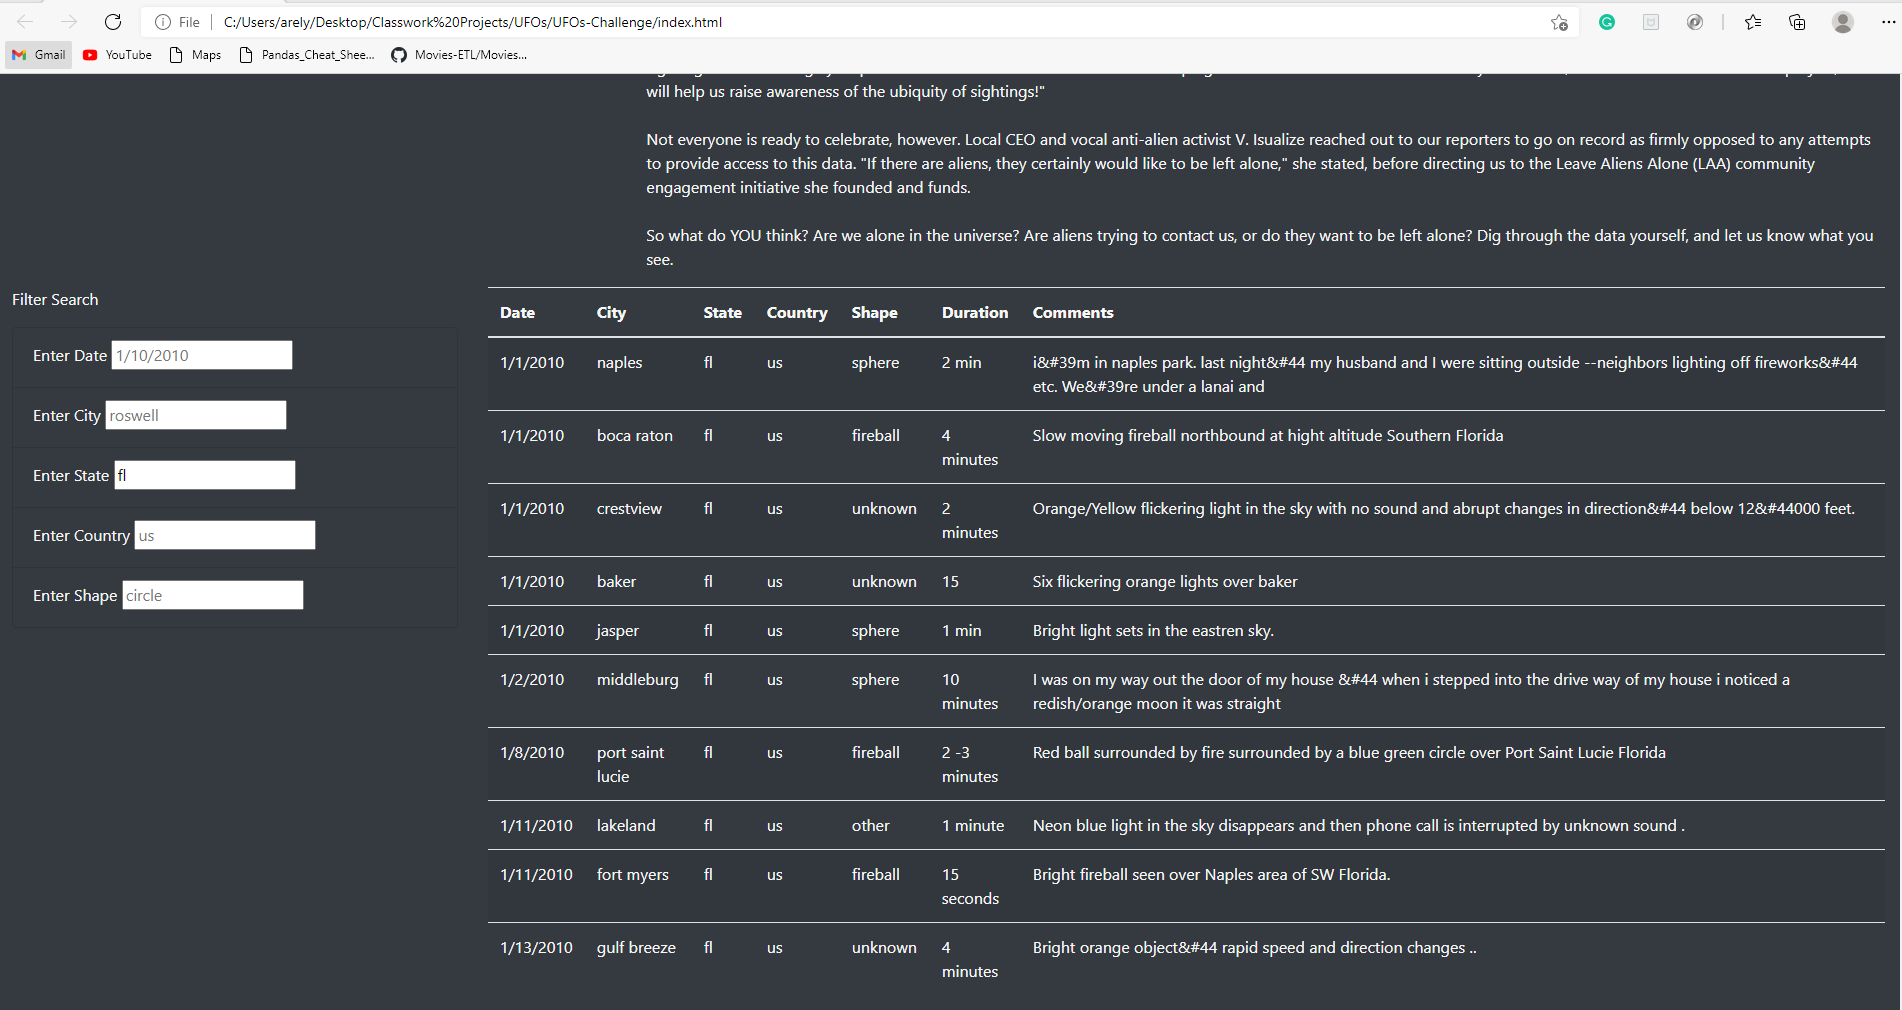 File
C:/Users/arely/Desktop/Classwork%20Projects/UFOs/UFOs-Challenge/index.html
Gmail YouTube Maps Pandas_Cheat_Shee... Movies-ETL/Movies...
will help us raise awareness of the ubiquity of sightings!"
Not everyone is ready to celebrate, however. Local CEO and vocal anti-alien activist V. Isualize reached out to our reporters to go on record as firmly opposed to any attempts
to provide access to this data. "If there are aliens, they certainly would like to be left alone," she stated, before directing us to the Leave Aliens Alone (LAA) community
engagement initiative she founded and funds.
So what do YOU think? Are we alone in the universe? Are aliens trying to contact us, or do they want to be left alone? Dig through the data yourself, and let us know what you
see.
Filter Search
Enter Date 1/10/2010
Enter City roswell
Enter State fl
Enter Country us
Enter Shape circle
Date City State Country Shape Duration Comments
1/1/2010 naples fl us sphere 2 min i&#39m in naples park. last night&#44 my husband and I were sitting outside --neighbors lighting off fireworks&#44
etc. We&#39re under a lanai and
1/1/2010 boca raton fl us fireball 4 Slow moving fireball northbound at hight altitude Southern Florida
minutes
1/1/2010 crestview fl us unknown 2 Orange/Yellow flickering light in the sky with no sound and abrupt changes in direction&#44 below 12&#44000 feet.
minutes
1/1/2010 baker fl us unknown 15 Six flickering orange lights over baker
1/1/2010 jasper fl us sphere 1 min Bright light sets in the eastren sky.
1/2/2010 middleburg fl us sphere 10 I was on my way out the door of my house &#44 when i stepped into the drive way of my house i noticed a
minutes redish/orange moon it was straight
1/8/2010 port saint fl us fireball 2 -3 Red ball surrounded by fire surrounded by a blue green circle over Port Saint Lucie Florida
lucie minutes
1/11/2010 lakeland fl us other 1 minute Neon blue light in the sky disappears and then phone call is interrupted by unknown sound .
1/11/2010 fort myers fl us fireball 15 Bright fireball seen over Naples area of SW Florida.
seconds
1/13/2010 gulf breeze fl us unknown 4 Bright orange object&#44 rapid speed and direction changes ..
minutes